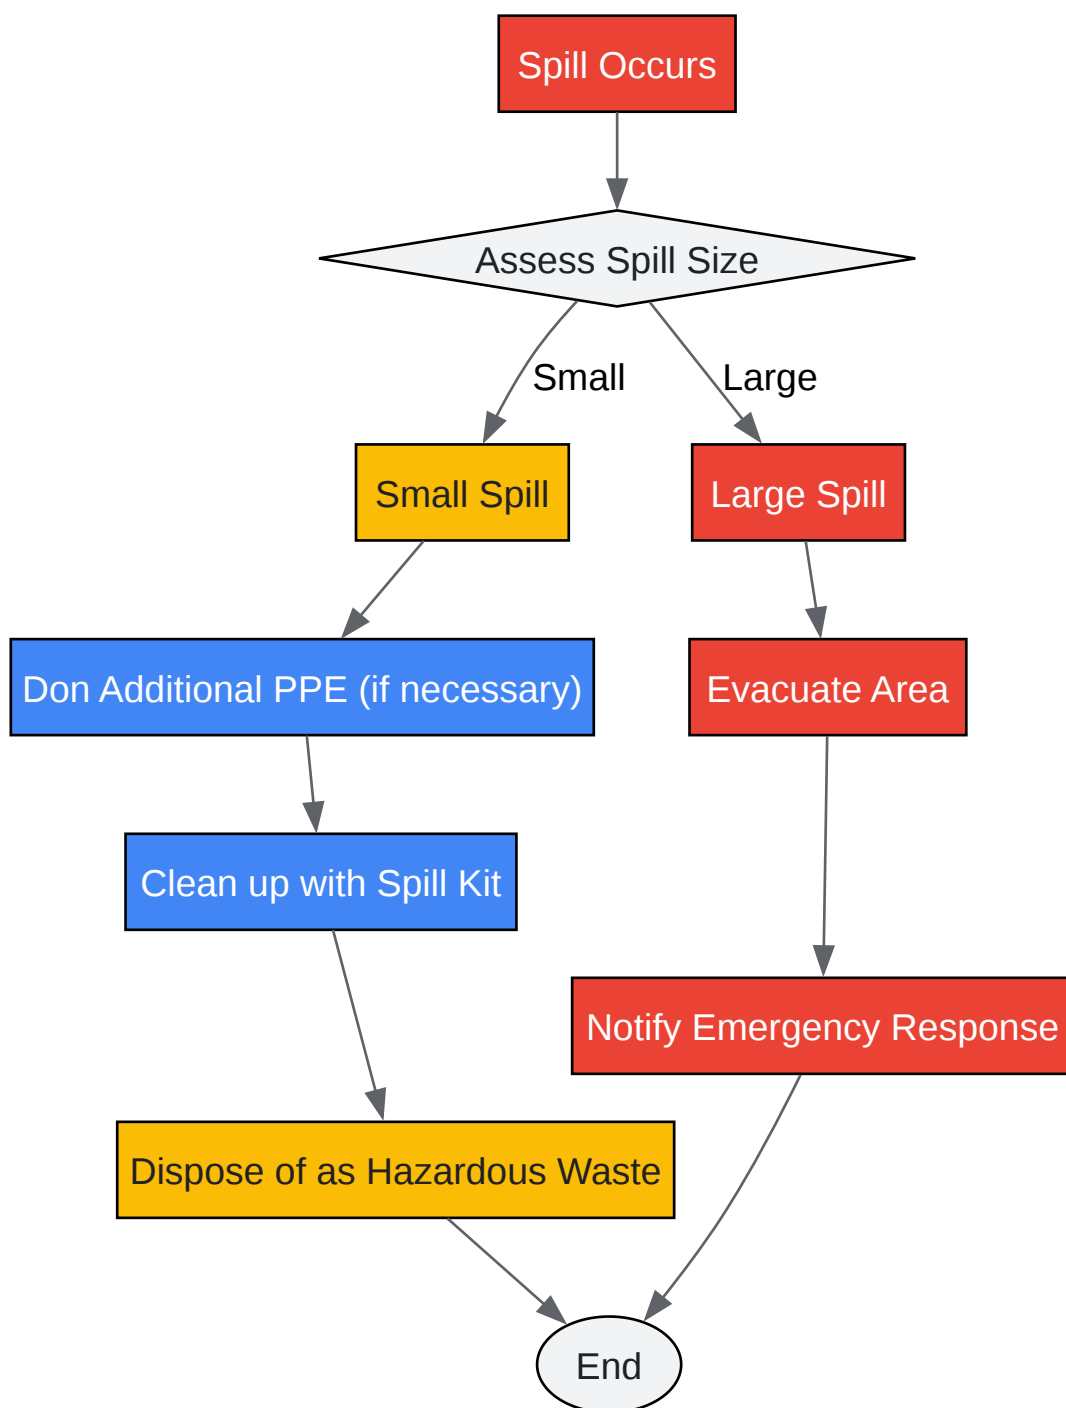 Spill Occurs
Assess Spill Size
Small
Large
Small Spill
Large Spill
Don Additional PPE (if necessary)
Evacuate Area
Clean up with Spill Kit
Notify Emergency Response
Dispose of as Hazardous Waste
End